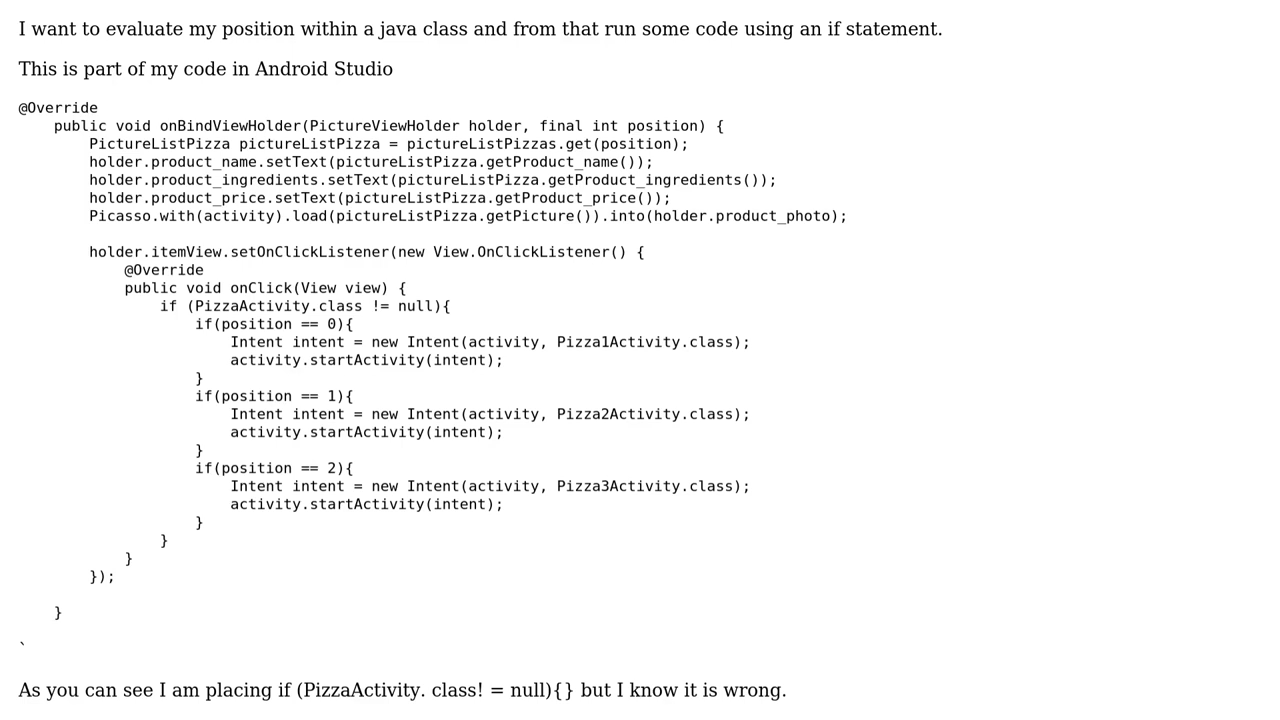 I want to evaluate my position within a java class and from that run some code using an if statement.
This is part of my code in Android Studio
@Override
    public void onBindViewHolder(PictureViewHolder holder, final int position) {
        PictureListPizza pictureListPizza = pictureListPizzas.get(position);
        holder.product_name.setText(pictureListPizza.getProduct_name());
        holder.product_ingredients.setText(pictureListPizza.getProduct_ingredients());
        holder.product_price.setText(pictureListPizza.getProduct_price());
        Picasso.with(activity).load(pictureListPizza.getPicture()).into(holder.product_photo);

        holder.itemView.setOnClickListener(new View.OnClickListener() {
            @Override
            public void onClick(View view) {
                if (PizzaActivity.class != null){
                    if(position == 0){
                        Intent intent = new Intent(activity, Pizza1Activity.class);
                        activity.startActivity(intent);
                    }
                    if(position == 1){
                        Intent intent = new Intent(activity, Pizza2Activity.class);
                        activity.startActivity(intent);
                    }
                    if(position == 2){
                        Intent intent = new Intent(activity, Pizza3Activity.class);
                        activity.startActivity(intent);
                    }
                }
            }
        });

    }
`
As you can see I am placing if (PizzaActivity. class! = null){} but I know it is wrong.